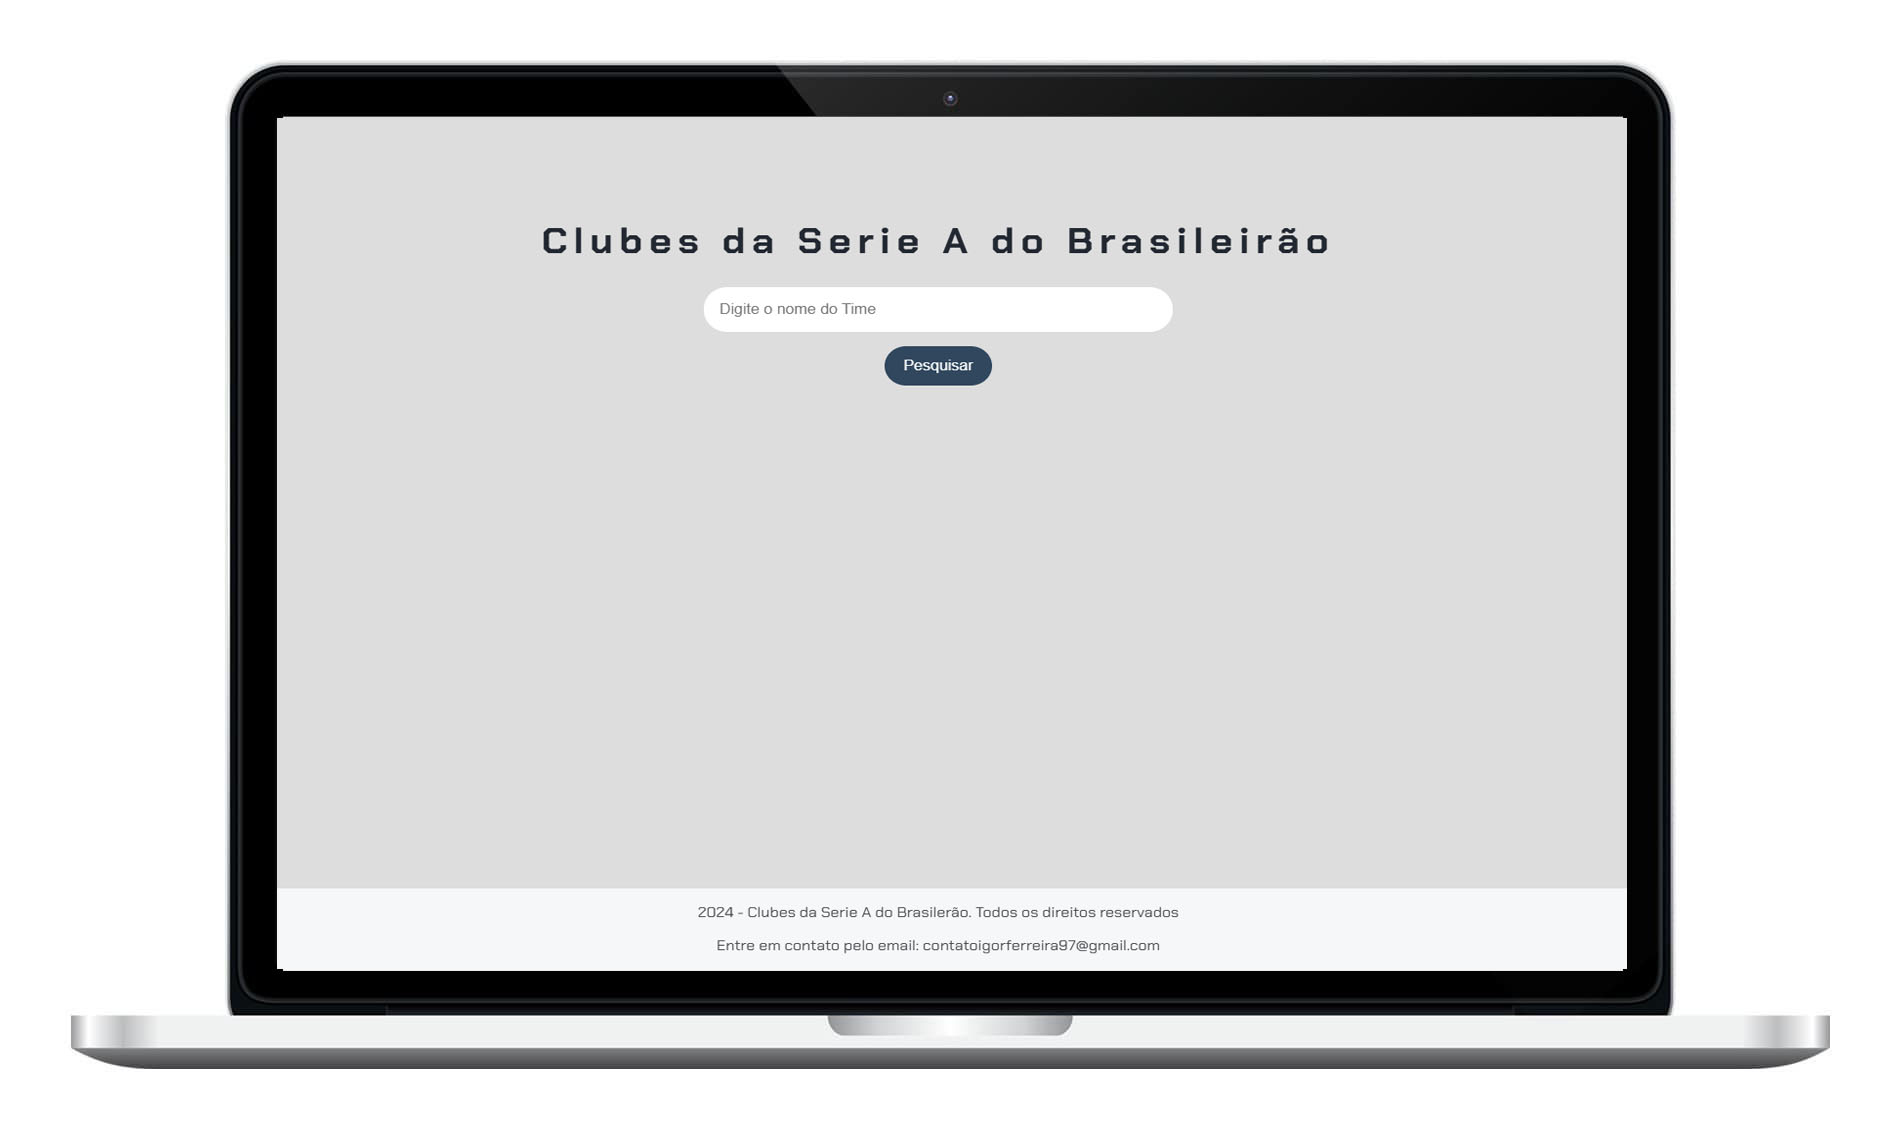 Clubes da Serie A do Brasileirão
Digite o nome do Time
Pesquisar
2024 - Clubes da Serie A do Brasilerão. Todos os direitos reservados
Entre em contato pelo email: contatoigorferreira97@gmail.com